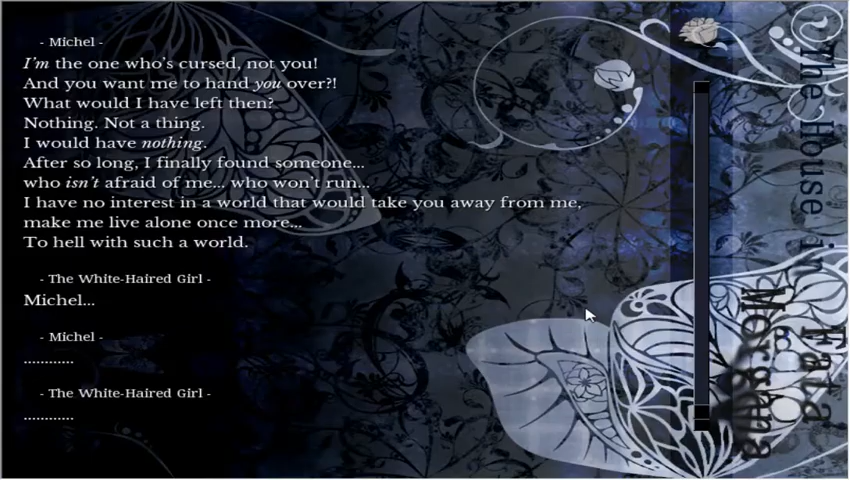 - Michel -
I'm the one who's cursed, not you!
And you want me to hand you over?!
What would I have left then?
Nothing. Not a thing.
I would have nothing.
After so long, I finally found someone...
who isn't afraid of me... who won't run...
I have no interest in a world that would take you away from me,
make me live alone once more...
To hell with such a world.
- The White-Haired Girl -
Michel...
- Michel -
............
- The White-Haired Girl -
............
The House in
Fata
Morgana